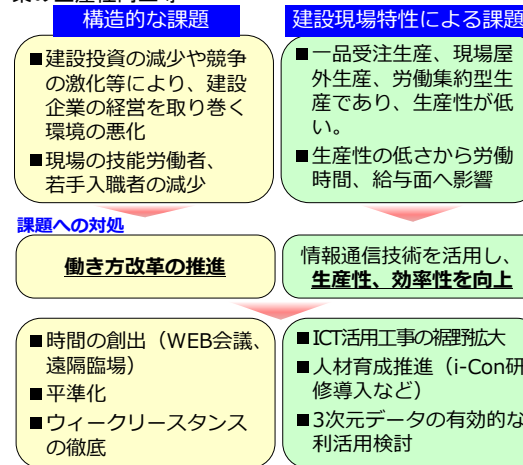 構造的な課題
■建設投資の減少や競争
の激化等により、建設
企業の経営を取り巻く
環境の悪化
■現場の技能労働者、
若手入職者の減少
建設現場特性による課題
■一品受注生産、現場屋
外生産、労働集約型生
産であり、生産性が低
い。
■生産性の低さから労働
時間、給与面へ影響
課題への対処
働き方改革の推進
情報通信技術を活用し、
生産性、効率性を向上
■時間の創出（WEB会議、
遠隔臨場）
■平準化
■ウィークリースタンス
の徹底
■ICT活用工事の裾野拡大
■人材育成推進（i-Con研
修導入など）
■3次元データの有効的な
利活用検討